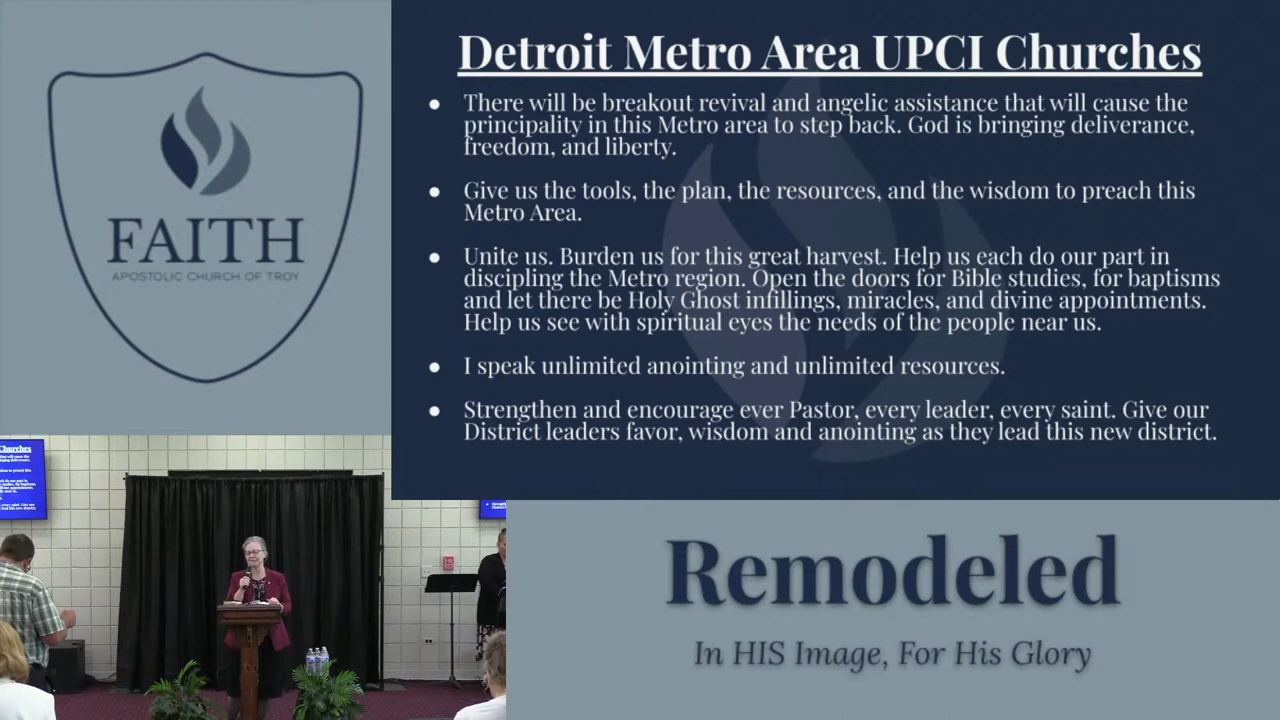 FAITH
APOSTOLIC CHURCH OF TROY
Detroit Metro Area UPCI Churches
● There will be breakout revival and angelic assistance that will cause the
principality in this Metro area to step back. God is bringing deliverance,
freedom, and liberty.
● Give us the tools, the plan, the resources, and the wisdom to preach this
Metro Area.
● Unite us. Burden us for this great harvest. Help us each do our part in
discipling the Metro region. Open the doors for Bible studies, for baptisms
and let there be Holy Ghost infillings, miracles, and divine appointments.
Help us see with spiritual eyes the needs of the people near us.
● I speak unlimited anointing and unlimited resources.
● Strengthen and encourage ever Pastor, every leader, every saint. Give our
District leaders favor, wisdom and anointing as they lead this new district.
Churches
Remodeled
In HIS Image, For His Glory